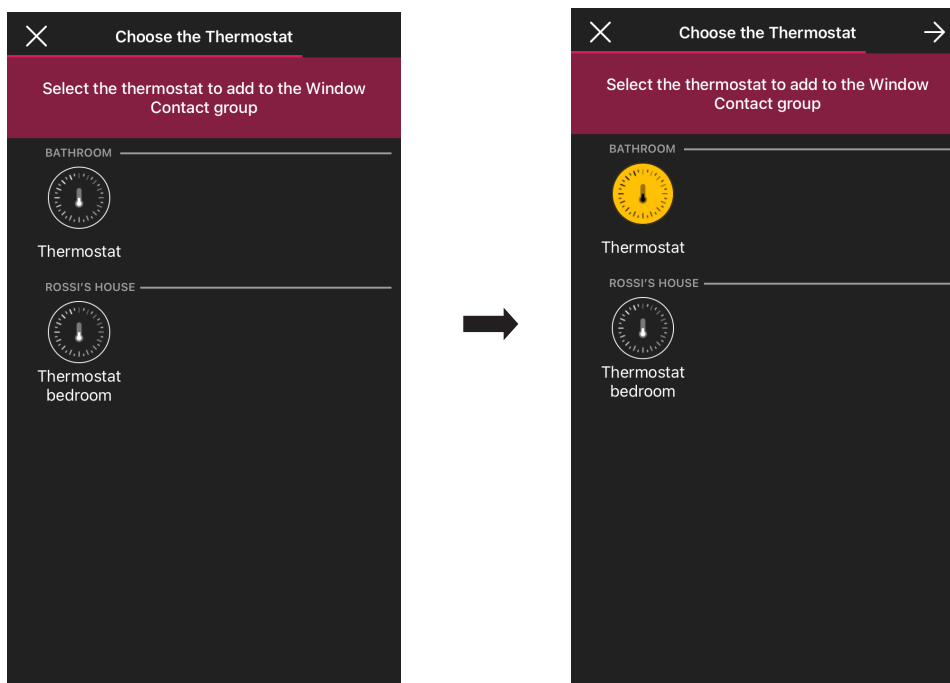 Choose the Thermostat
Select the thermostat to add to the Window
Contact group
BATHROOM
Thermostat
ROSSI'S HOUSE
Thermostat
bedroom
Choose the Thermostat
Select the thermostat to add to the Window
Contact group
BATHROOM
Thermostat
ROSSI'S HOUSE
Thermostat
bedroom